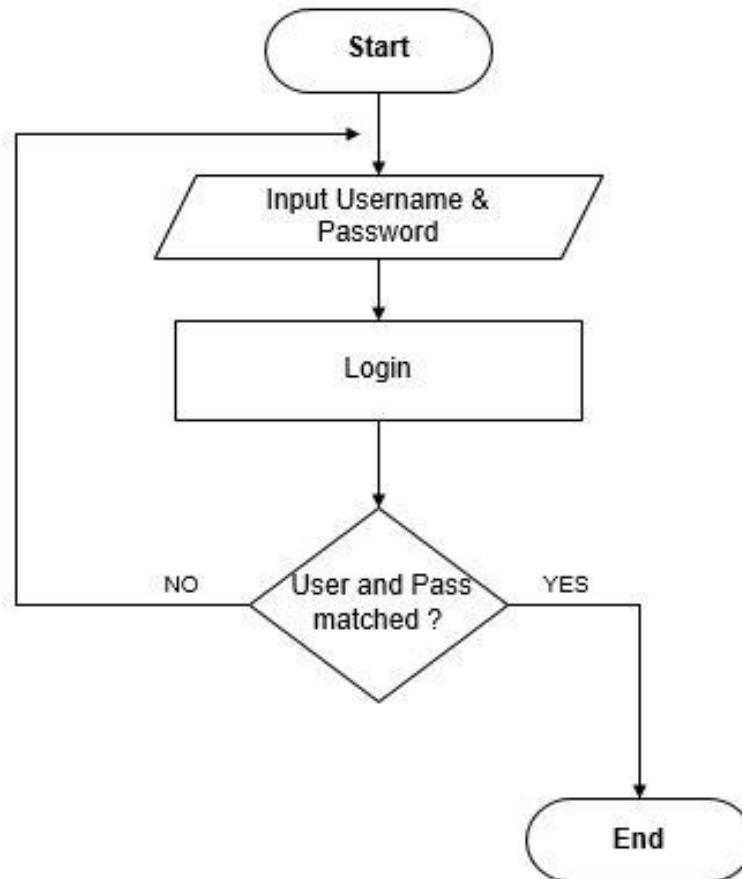 Start
Input Username &
Password
Login
User and Pass
matched ?
NO
YES
End